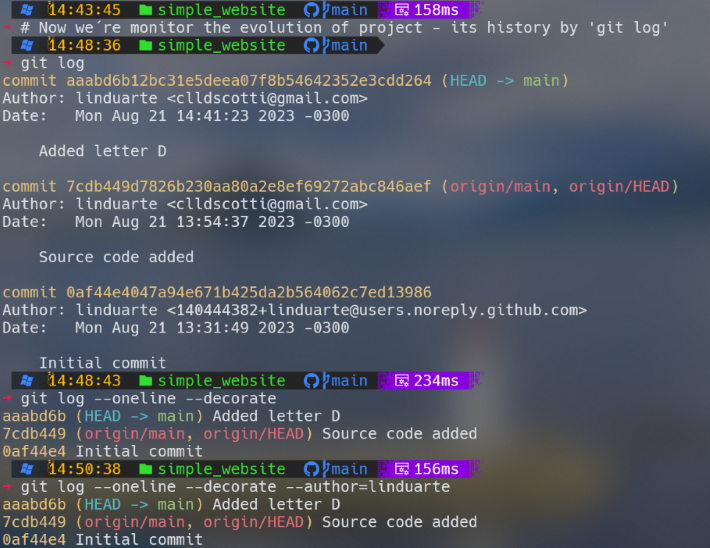 14:43:45 simple_website main 158ms
→ # Now we´re monitor the evolution of project - its history by 'git log'
14:48:36 simple_website main
→ git log
commit aaabd6b12bc31e5deea07f8b54642352e3cdd264 (HEAD -> main)
Author: linduarte <clldscotti@gmail.com>
Date:   Mon Aug 21 14:41:23 2023 -0300
Added letter D
commit 7cdb449d7826b230aa80a2e8ef69272abc846aef (origin/main, origin/HEAD)
Author: linduarte <clldscotti@gmail.com>
Date:   Mon Aug 21 13:54:37 2023 -0300
Source code added
commit 0af44e4047a94e671b425da2b564062c7ed13986
Author: linduarte <140444382+linduarte@users.noreply.github.com>
Date:   Mon Aug 21 13:31:49 2023 -0300
Initial commit
14:48:43 simple_website main 234ms
→ git log --oneline --decorate
aaabd6b (HEAD -> main) Added letter D
7cdb449 (origin/main, origin/HEAD) Source code added
0af44e4 Initial commit
14:50:38 simple_website main 156ms
→ git log --oneline --decorate --author=linduarte
aaabd6b (HEAD -> main) Added letter D
7cdb449 (origin/main, origin/HEAD) Source code added
0af44e4 Initial commit